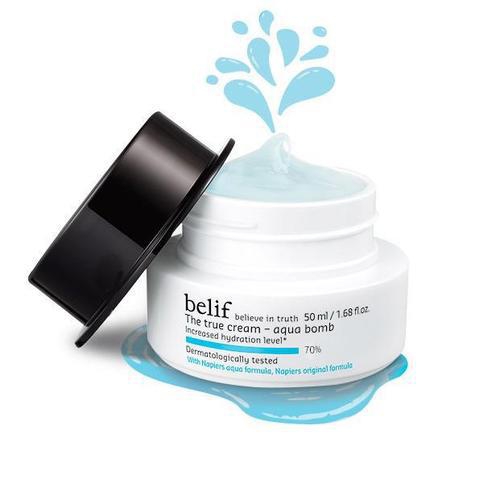 belif believe in truth 50 ml / 1.68 fl.oz.
The true cream – aqua bomb
Increased hydration level*
70%
Dermatologically tested
With Napiers aqua formula, Napiers original formula